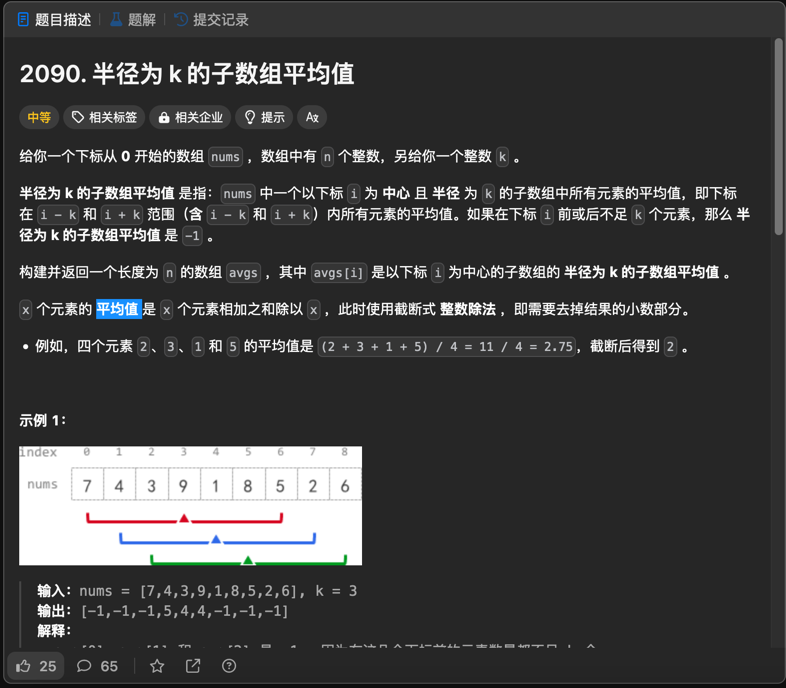 题目描述 题解 提交记录
2090. 半径为 k 的子数组平均值
中等 相关标签 相关企业 提示
给你一个下标从 0 开始的数组 nums ，数组中有 n 个整数，另给你一个整数 k 。
半径为 k 的子数组平均值 是指：nums 中一个以下标 i 为 中心 且 半径 为 k 的子数组中所有元素的平均值，即下标
在 i - k 和 i + k 范围（含 i - k 和 i + k）内所有元素的平均值。如果在下标 i 前或后不足 k 个元素，那么 半
径为 k 的子数组平均值 是 -1 。
构建并返回一个长度为 n 的数组 avgs ，其中 avgs[i] 是以下标 i 为中心的子数组的 半径为 k 的子数组平均值 。
x 个元素的 平均值 是 x 个元素相加之和除以 x ，此时使用截断式 整数除法 ，即需要去掉结果的小数部分。
• 例如，四个元素 2、3、1 和 5 的平均值是 (2 + 3 + 1 + 5) / 4 = 11 / 4 = 2.75，截断后得到 2 。
示例 1：
index 0 1 2 3 4 5 6 7 8
nums 7 4 3 9 1 8 5 2 6
输入：nums = [7,4,3,9,1,8,5,2,6], k = 3
输出：[-1,-1,-1,5,4,4,-1,-1,-1]
解释：
25 65